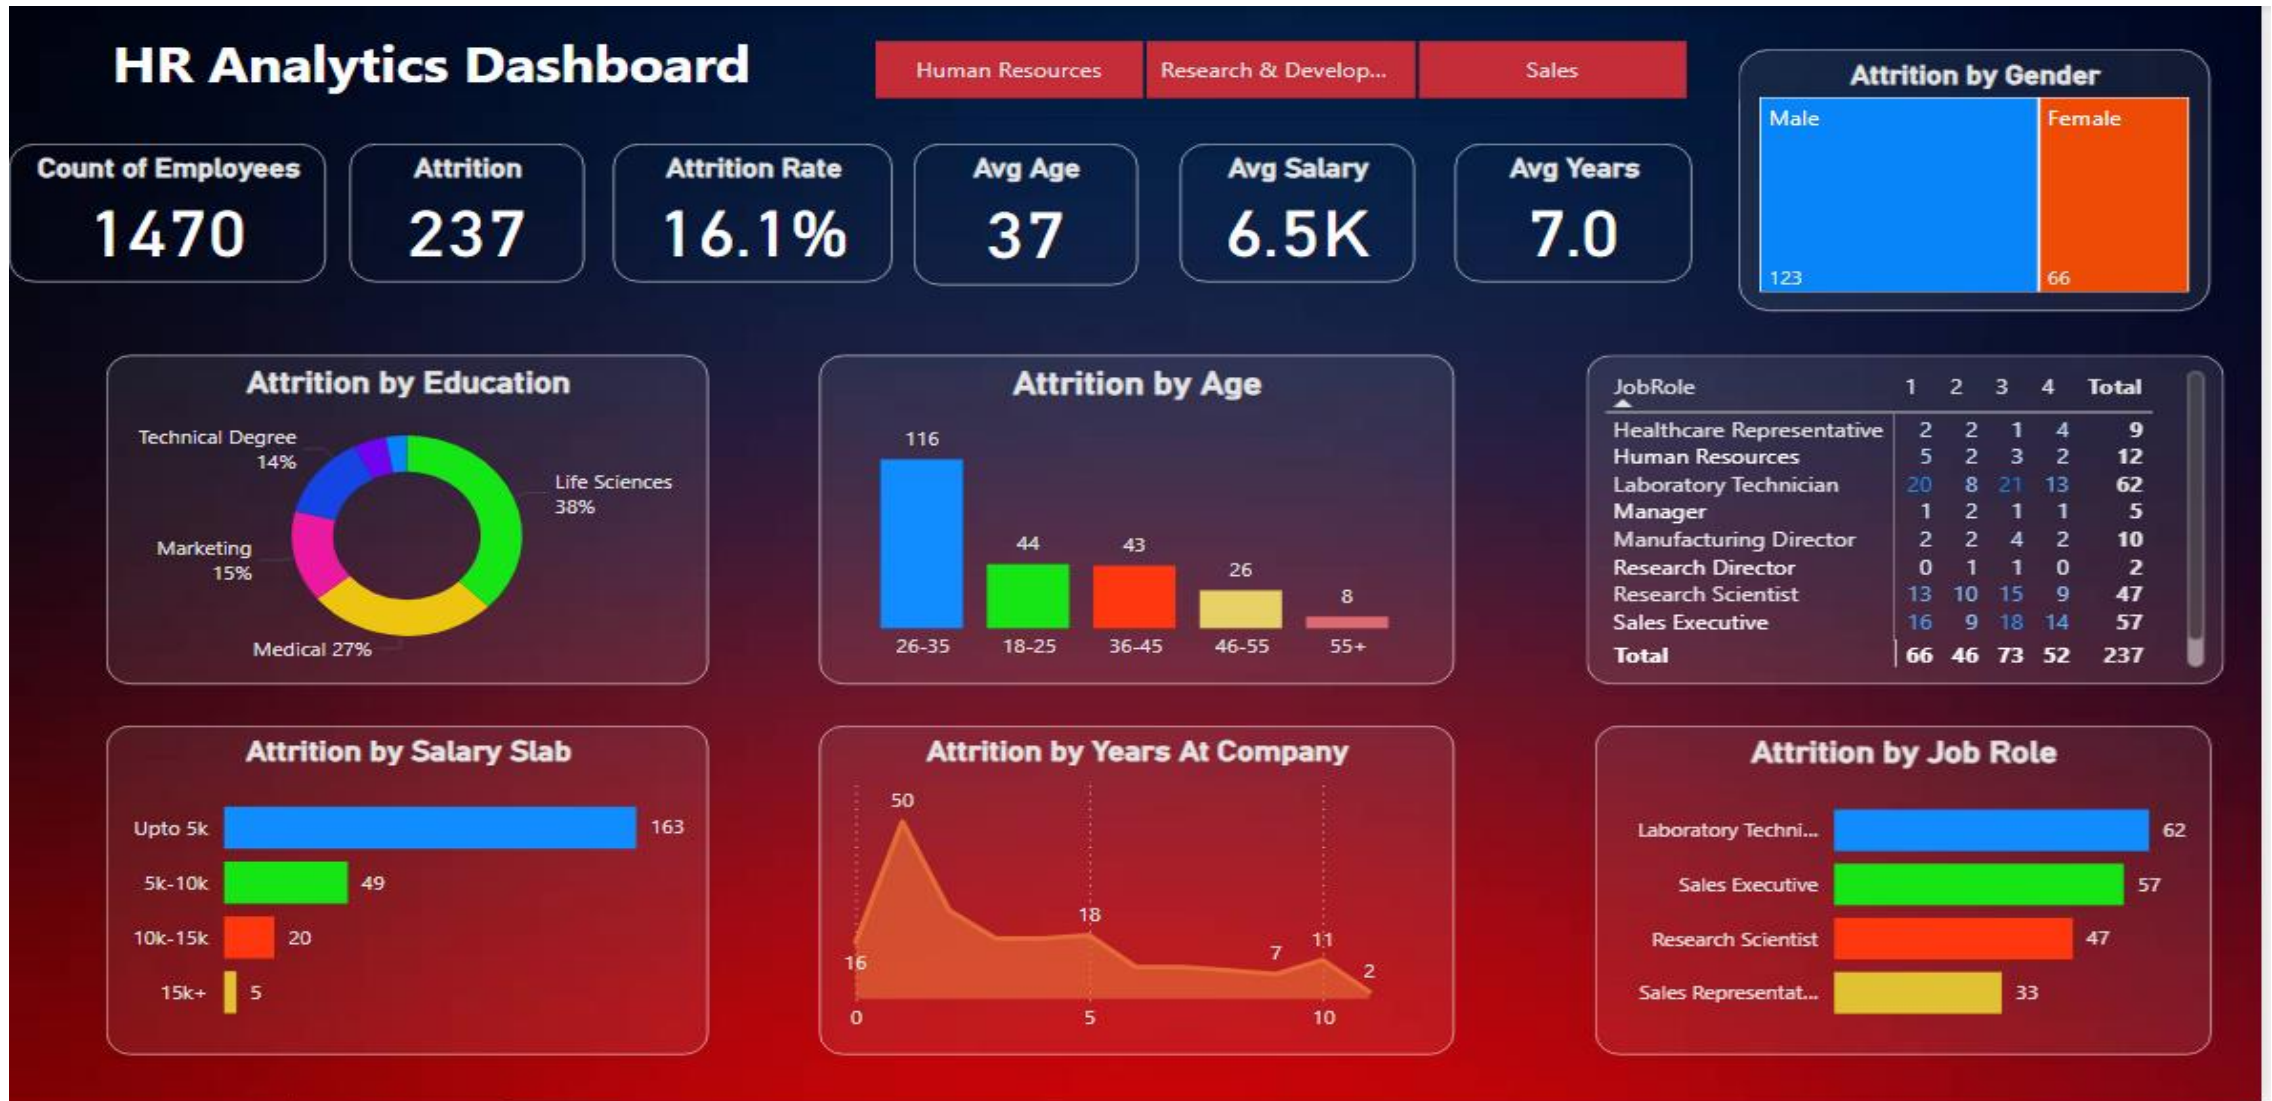 HR Analytics Dashboard
Human Resources
Research & Develop...
Sales
Count of Employees
1470
Attrition
237
Attrition Rate
16.1%
Avg Age
37
Avg Salary
6.5K
Avg Years
7.0
Attrition by Gender
Male
Female
123
66
Attrition by Education
Technical Degree
14%
Life Sciences
38%
Marketing
15%
Medical 27%
Attrition by Age
116
44
43
26
8
26-35 18-25 36-45 46-55 55+
JobRole 1 2 3 4 Total
Healthcare Representative 2 2 1 4 9
Human Resources 5 2 3 2 12
Laboratory Technician 20 8 21 13 62
Manager 1 2 1 1 5
Manufacturing Director 2 2 4 2 10
Research Director 0 1 1 0 2
Research Scientist 13 10 15 9 47
Sales Executive 16 9 18 14 57
Total 66 46 73 52 237
Attrition by Salary Slab
Upto 5k 163
5k-10k 49
10k-15k 20
15k+ 5
Attrition by Years At Company
50
18
16
7
11
2
0 5 10
Attrition by Job Role
Laboratory Techni... 62
Sales Executive 57
Research Scientist 47
Sales Representat... 33